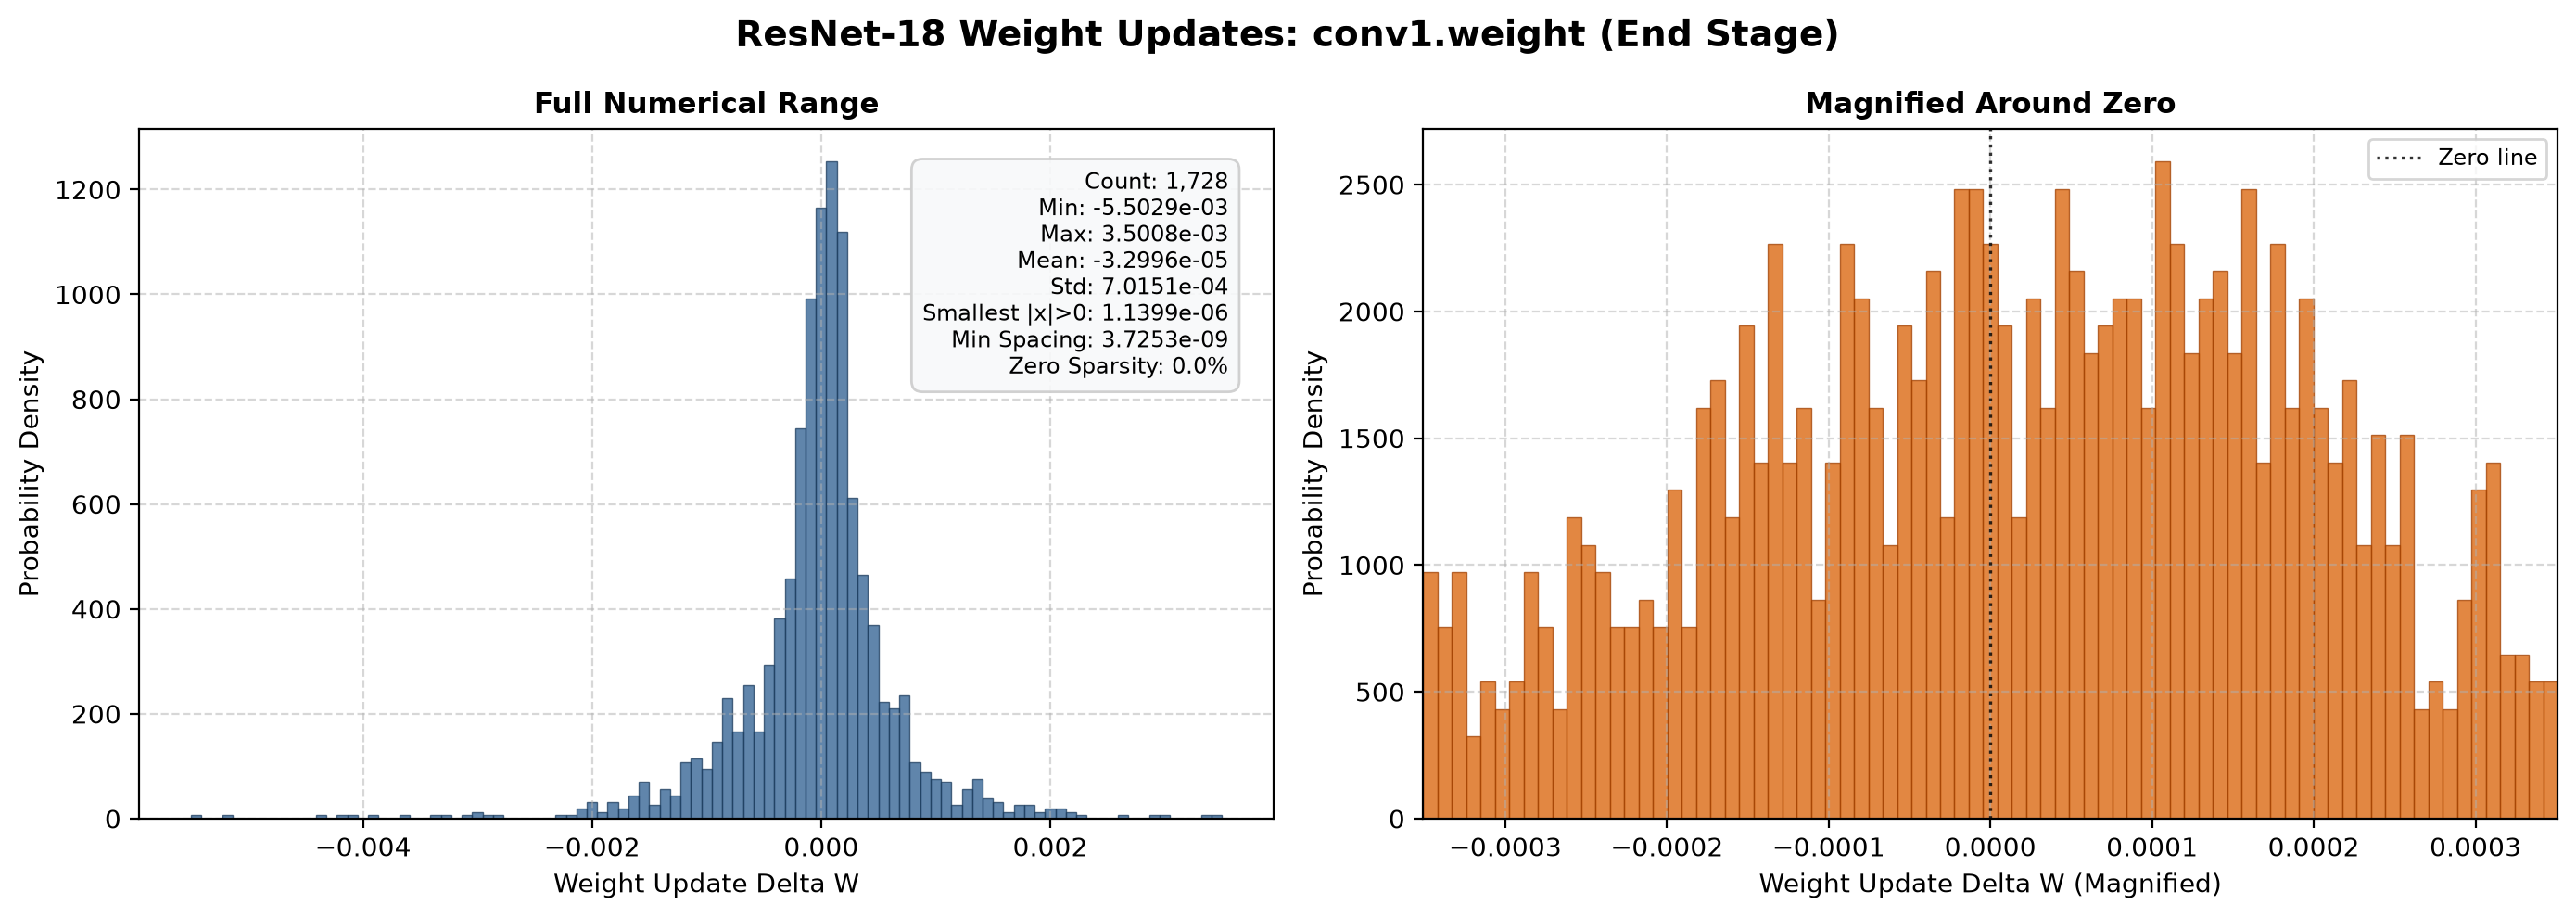 ResNet-18 Weight Updates: conv1.weight (End Stage)
Full Numerical Range
Probability Density
1200
1000
800
600
400
200
0
Count: 1,728
Min: -5.5029e-03
Max: 3.5008e-03
Mean: -3.2996e-05
Std: 7.0151e-04
Smallest |x|>0: 1.1399e-06
Min Spacing: 3.7253e-09
Zero Sparsity: 0.0%
−0.004 −0.002 0.000 0.002
Weight Update Delta W
Magnified Around Zero
Probability Density
2500
2000
1500
1000
500
0
Zero line
−0.0003 −0.0002 −0.0001 0.0000 0.0001 0.0002 0.0003
Weight Update Delta W (Magnified)